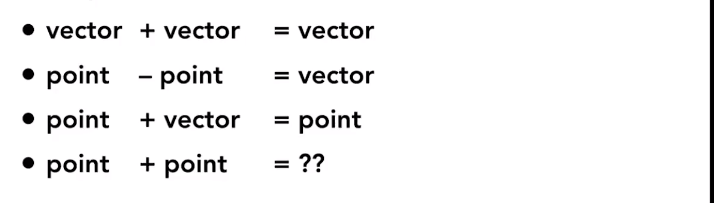 • vector + vector = vector
• point – point = vector
• point + vector = point
• point + point = ??